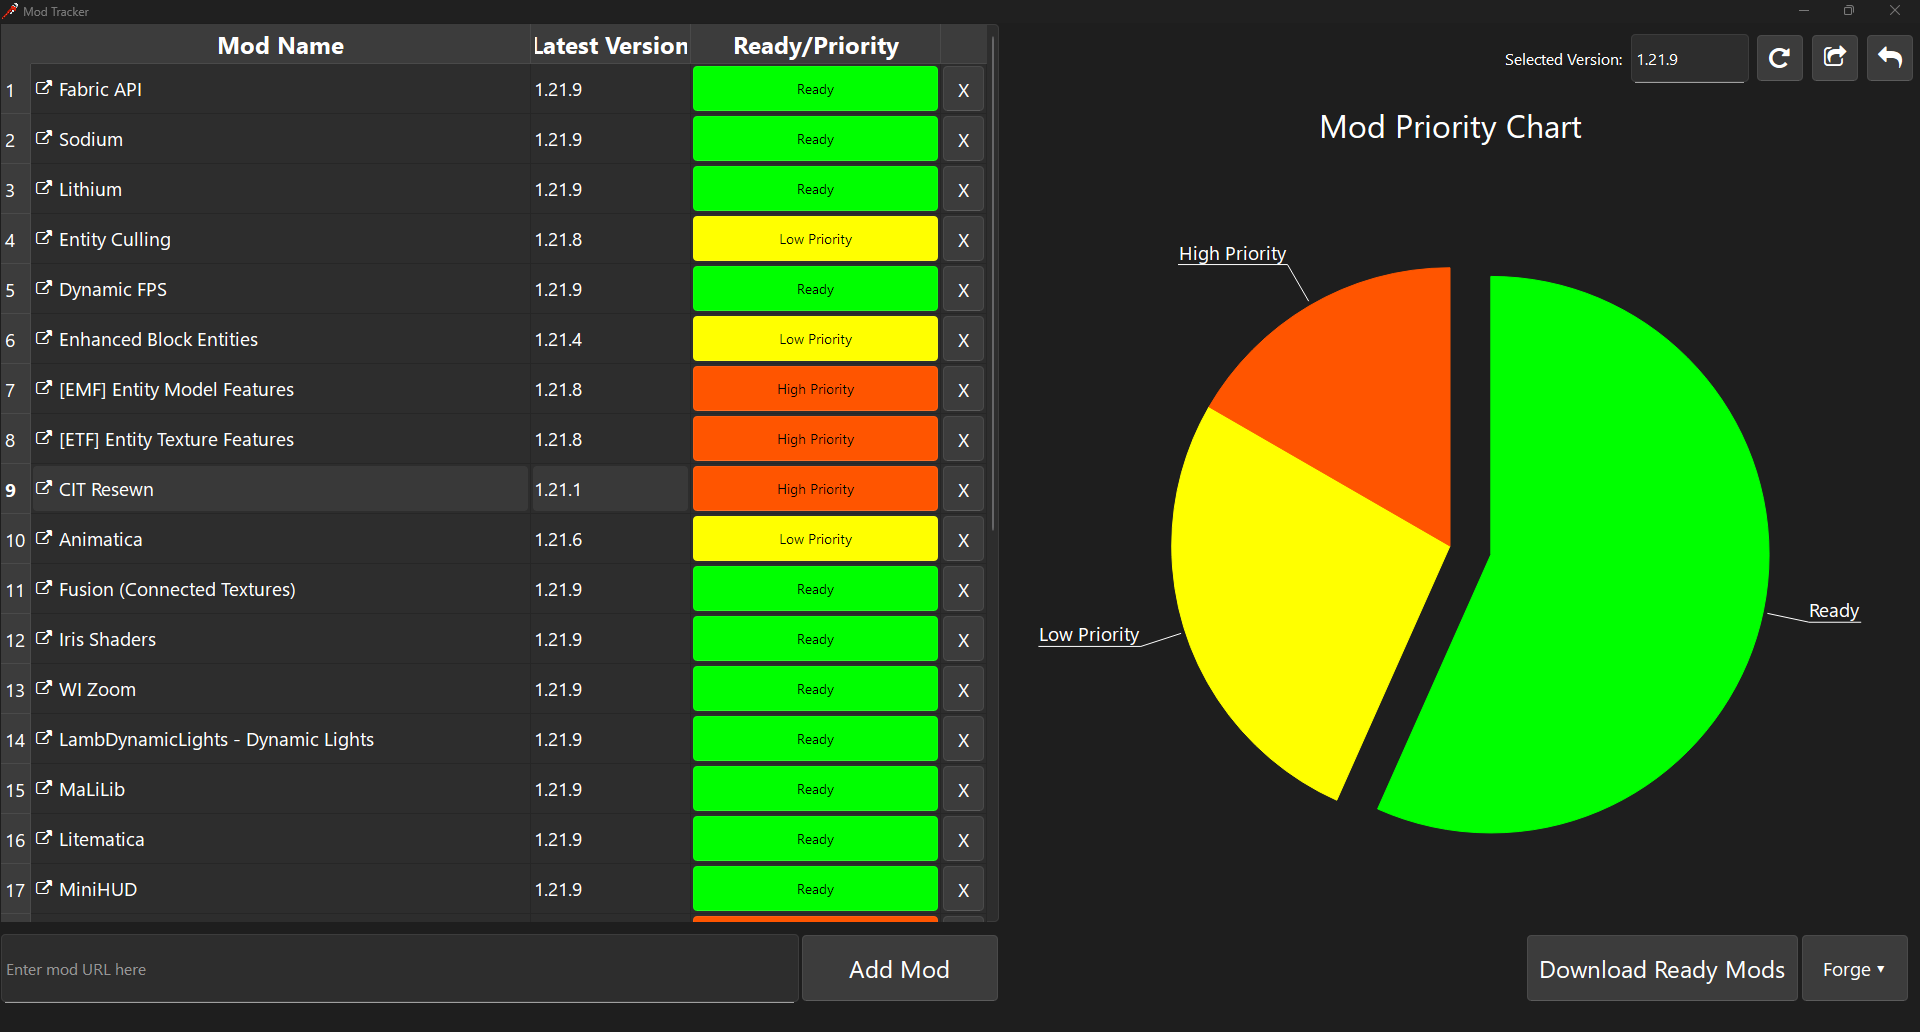 Mod Tracker
Mod Name Latest Version Ready/Priority
1 Fabric API 1.21.9 Ready X
2 Sodium 1.21.9 Ready X
3 Lithium 1.21.9 Ready X
4 Entity Culling 1.21.8 Low Priority X
5 Dynamic FPS 1.21.9 Ready X
6 Enhanced Block Entities 1.21.4 Low Priority X
7 [EMF] Entity Model Features 1.21.8 High Priority X
8 [ETF] Entity Texture Features 1.21.8 High Priority X
9 CIT Resewn 1.21.1 High Priority X
10 Animatica 1.21.6 Low Priority X
11 Fusion (Connected Textures) 1.21.9 Ready X
12 Iris Shaders 1.21.9 Ready X
13 WI Zoom 1.21.9 Ready X
14 LambDynamicLights - Dynamic Lights 1.21.9 Ready X
15 MaLiLib 1.21.9 Ready X
16 Litematica 1.21.9 Ready X
17 MiniHUD 1.21.9 Ready X
Enter mod URL here
Add Mod
Selected Version: 1.21.9
Mod Priority Chart
High Priority
Ready
Low Priority
Download Ready Mods
Forge